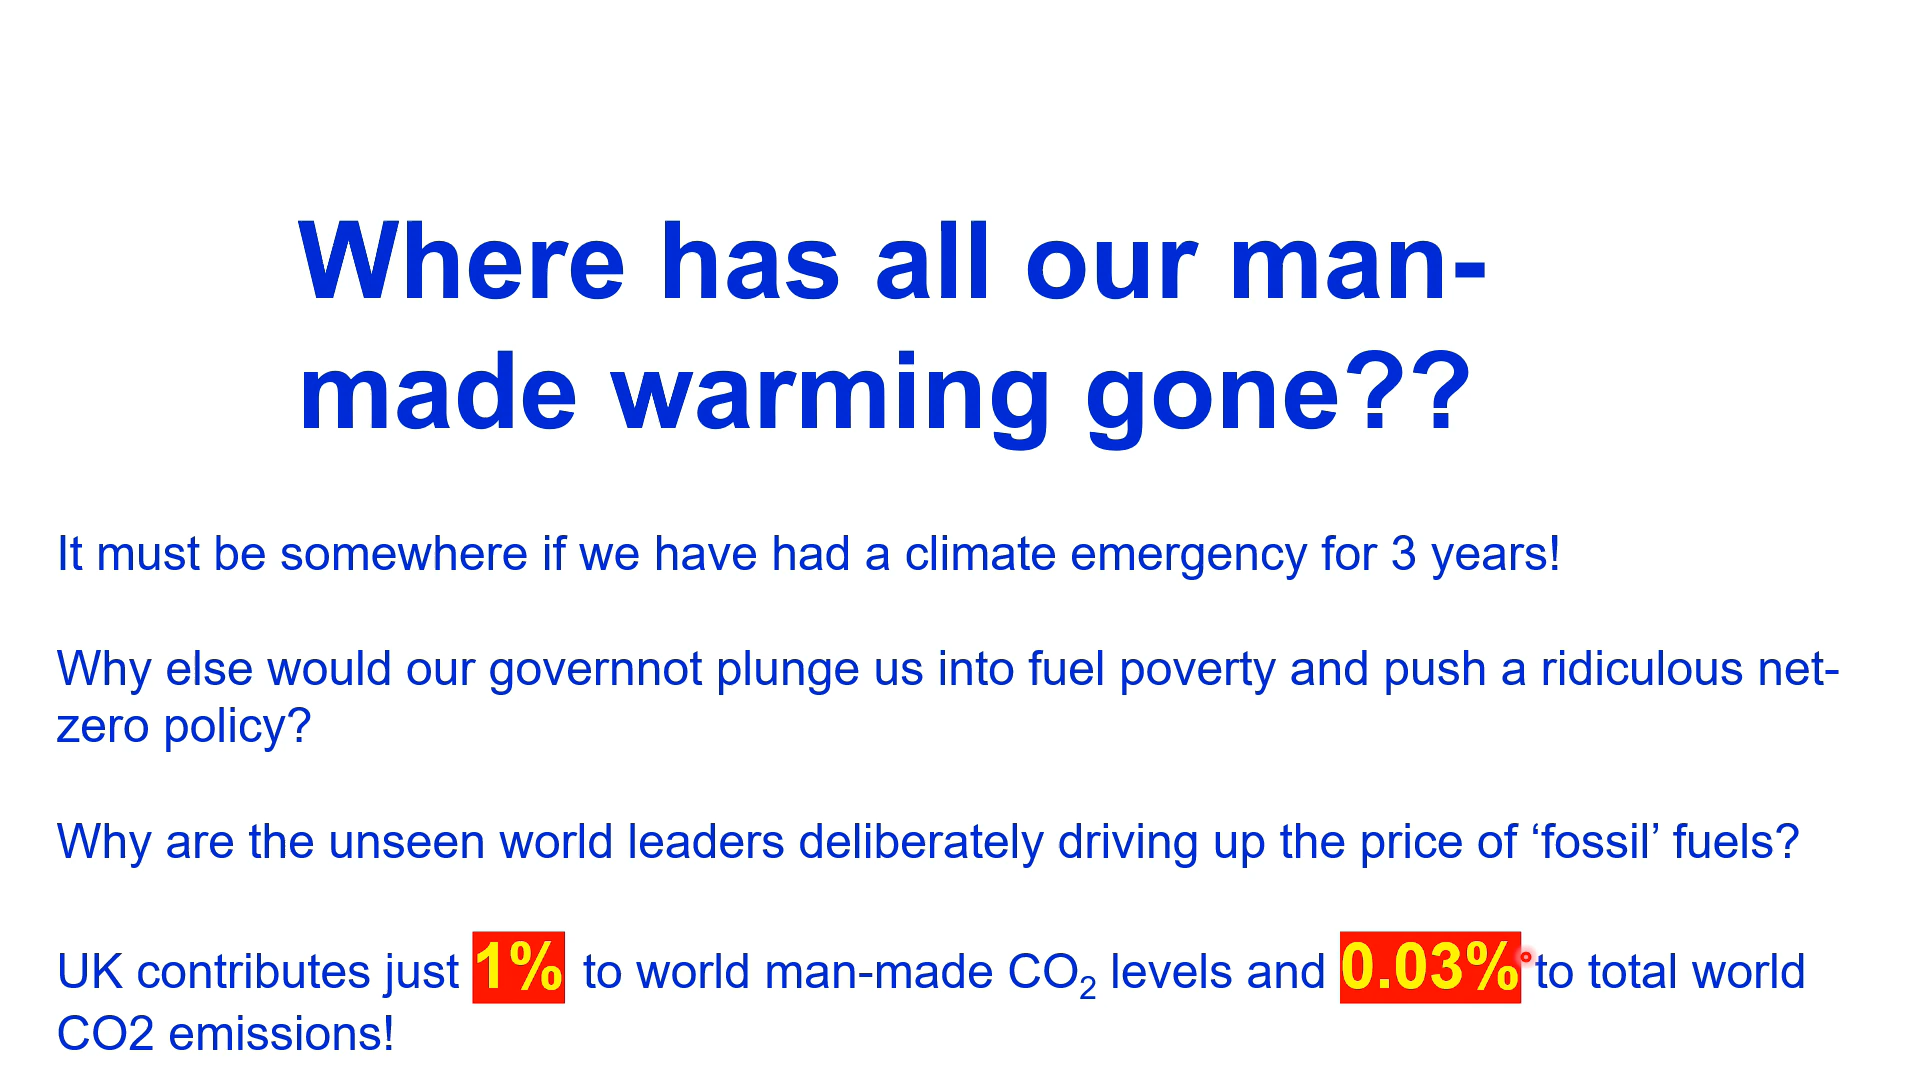 Where has all our man-
made warming gone??
It must be somewhere if we have had a climate emergency for 3 years!
Why else would our governnot plunge us into fuel poverty and push a ridiculous net-
zero policy?
Why are the unseen world leaders deliberately driving up the price of ‘fossil’ fuels?
UK contributes just 1% to world man-made CO₂ levels and 0.03% to total world
CO2 emissions!